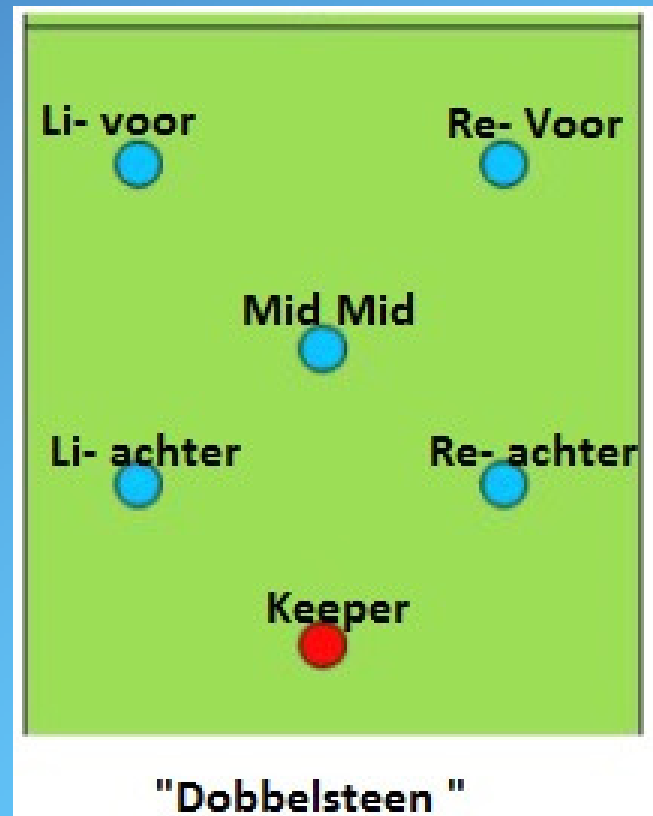 Li- voor
Re- Voor
Mid Mid
Li- achter
Re- achter
Keeper
"Dobbelsteen "